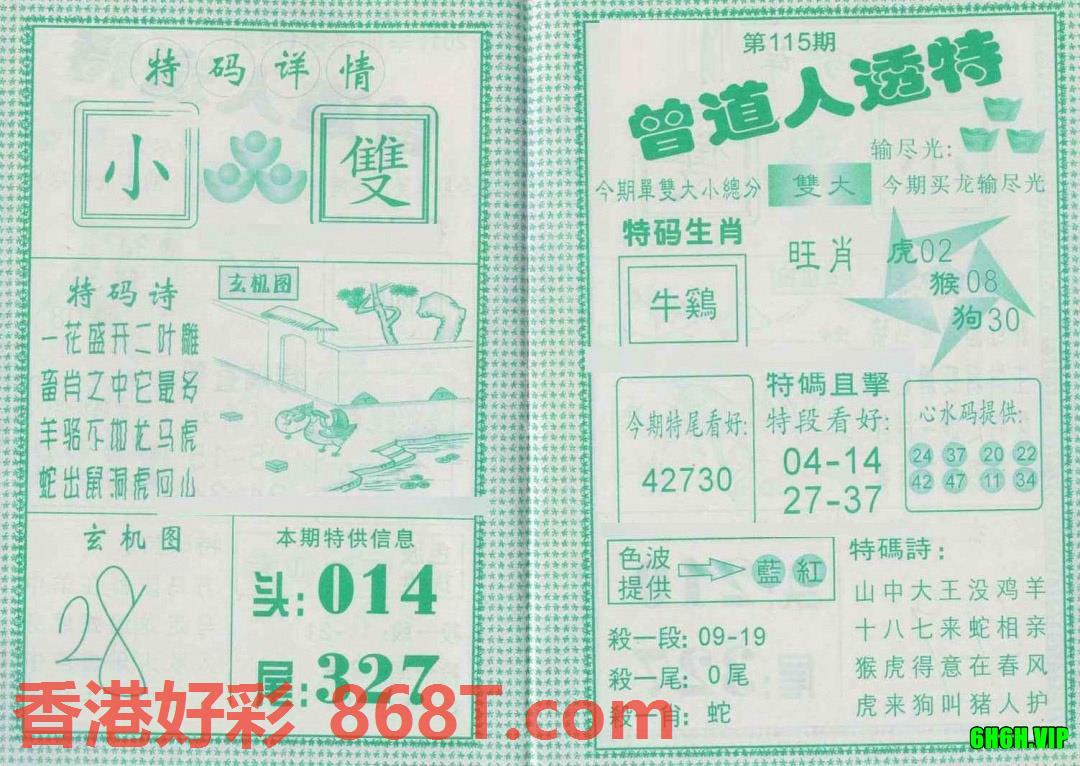 特码详情
小 雙
特码诗
玄机图
一花盛开二叶雕
畜肖之中它最多
羊骆不如龙马虎
蛇出鼠洞虎何山
玄机图
28
本期特供信息
头:014
尾:327
第115期
曾道人透特
输尽光:
今期單雙大小總分 雙大 今期买龙输尽光
特码生肖
牛鷄
旺肖
虎02
猴08
狗30
今期特尾看好:
42730
特碼直擊
特段看好:
04-14
27-37
心水码提供:
24 37 20 22
42 47 11 34
色波
提供
藍 紅
殺一段: 09-19
殺一尾: 0尾
殺一肖: 蛇
特碼詩:
山中大王没鸡羊
十八七来蛇相亲
猴虎得意在春风
虎来狗叫猪人护
香港好彩 868T.com
6H6H.VIP